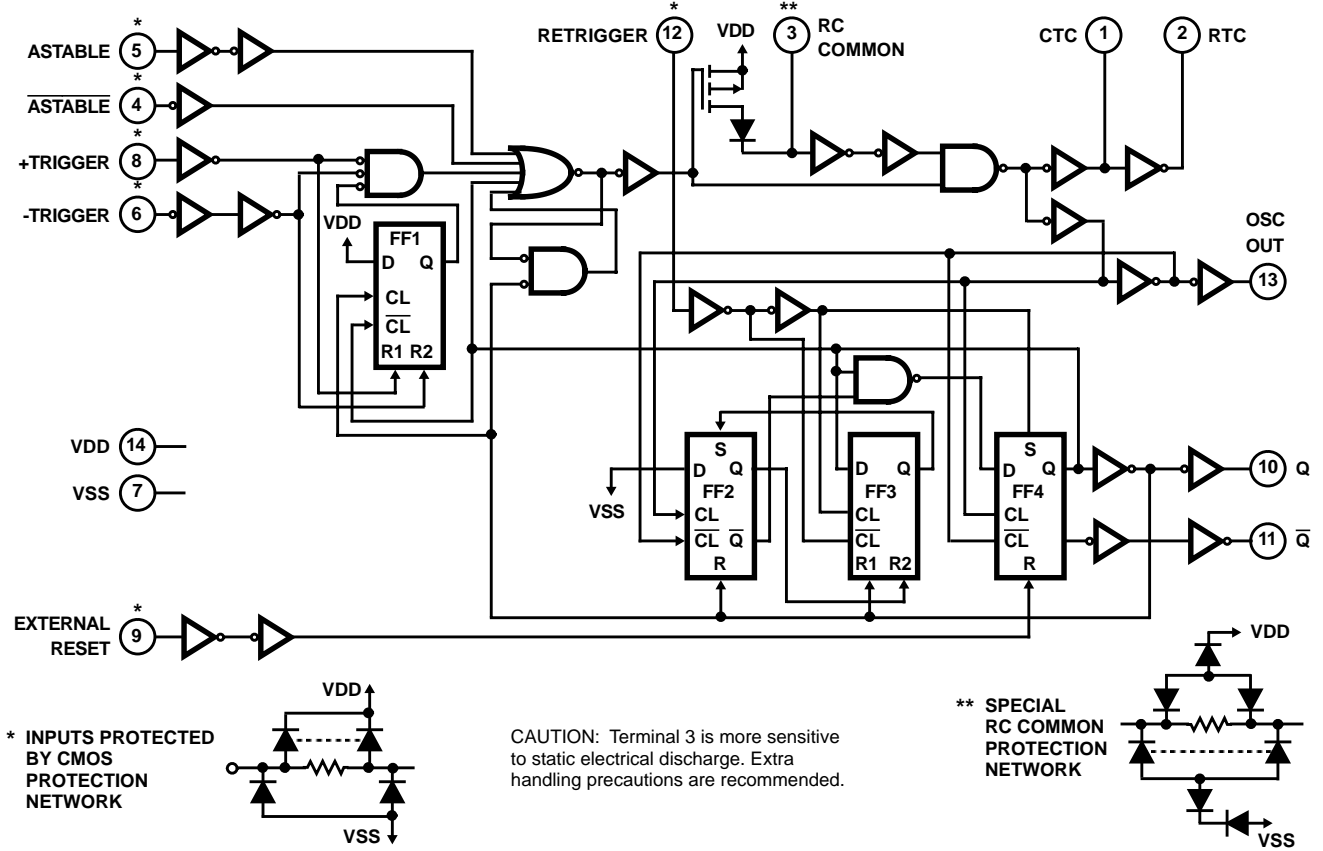 * * **
ASTABLE 5
RETRIGGER 12
VDD
3 RC
COMMON
CTC 1
2 RTC
*
ASTABLE 4
*
+TRIGGER 8
*
-TRIGGER 6
VDD
FF1
D Q
CL
CL
R1 R2
OSC
OUT
13
VDD 14
VSS 7
S
D Q
FF2
CL
CL Q
R
VSS
D Q
FF3
CL
CL
R1 R2
S
D Q
FF4
CL
CL
R
10 Q
11 Q
*
EXTERNAL
RESET
9
* INPUTS PROTECTED
BY CMOS
PROTECTION
NETWORK
VDD
VSS
CAUTION: Terminal 3 is more sensitive
to static electrical discharge. Extra
handling precautions are recommended.
** SPECIAL
RC COMMON
PROTECTION
NETWORK
VDD
VSS